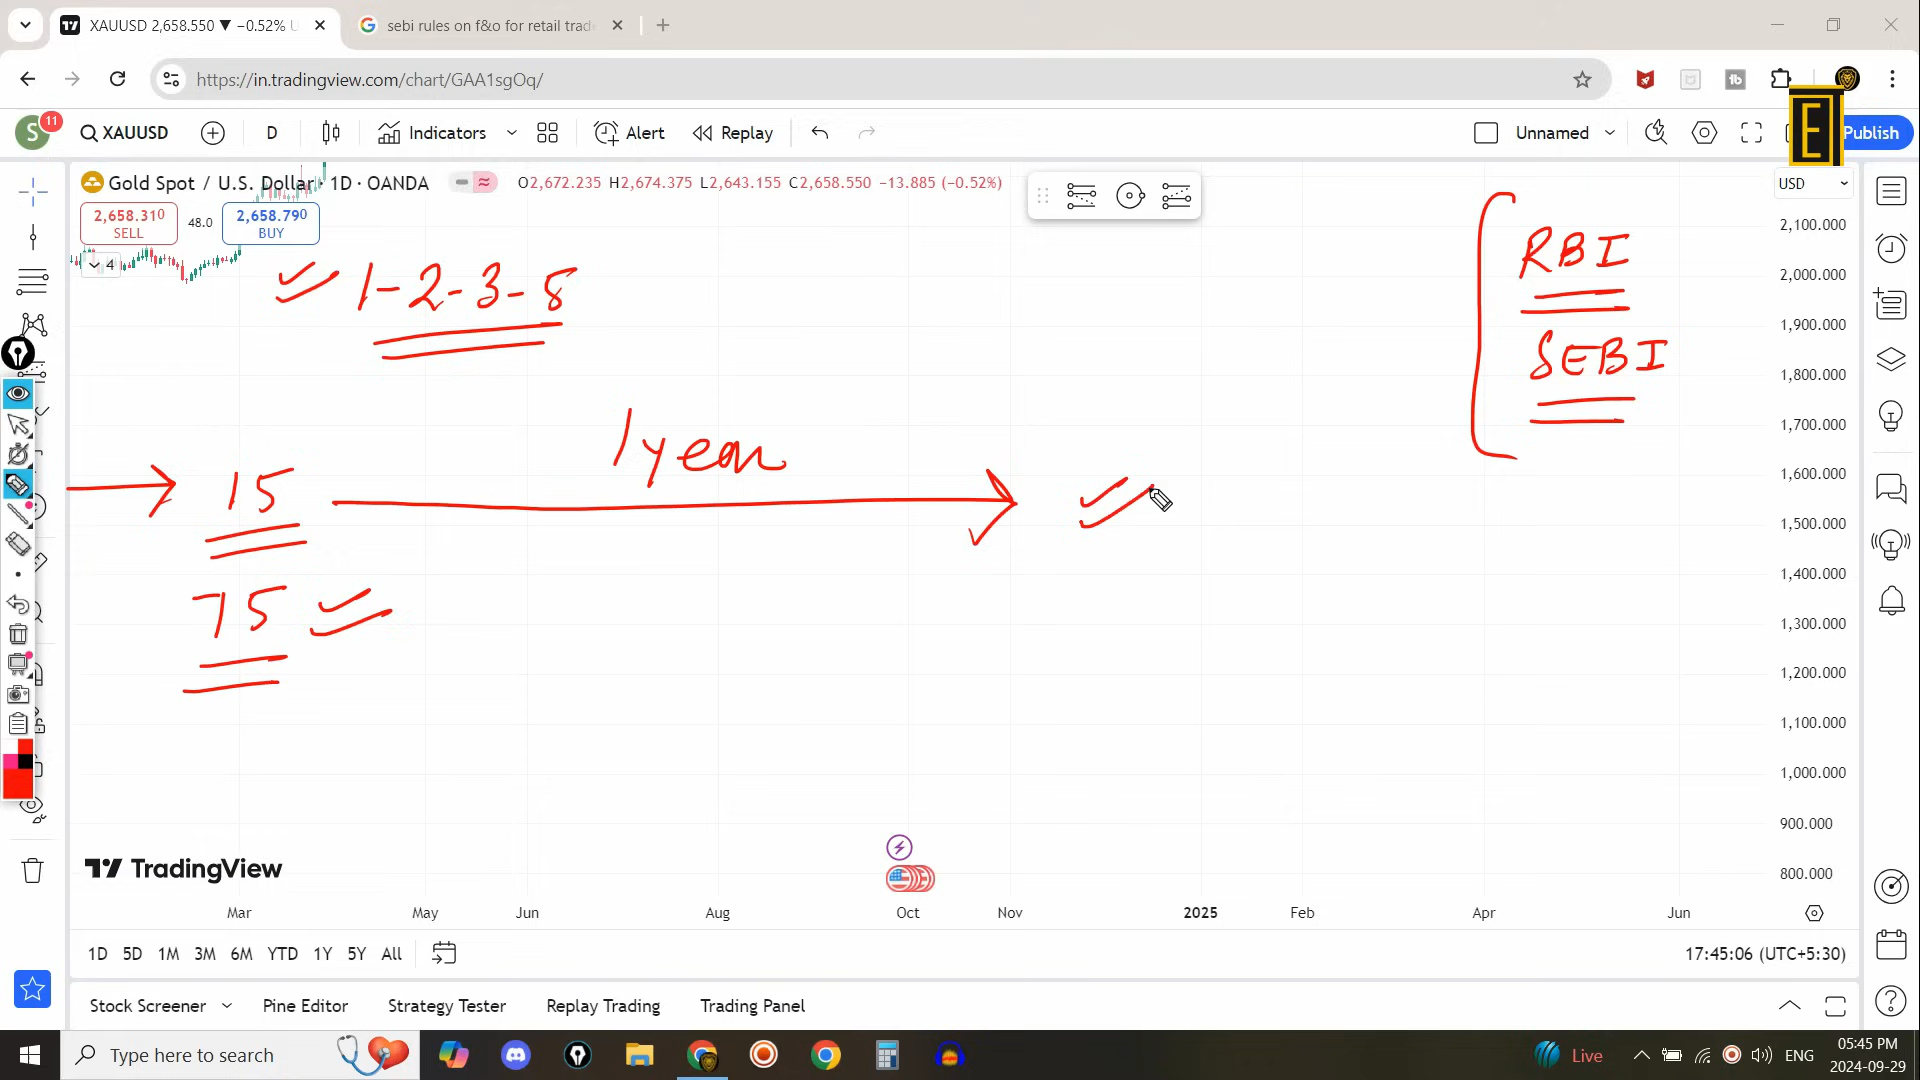 XAUUSD 2,658.550 ▼ −0.52% U
sebi rules on f&o for retail trad
https://in.tradingview.com/chart/GAA1sgOq/
S 11 XAUUSD D Indicators Alert Replay Unnamed Publish
E
Gold Spot / U.S. Dollar · 1D · OANDA O2,672.235 H2,674.375 L2,643.155 C2,658.550 −13.885 (−0.52%)
USD
2,658.310 SELL 48.0 2,658.790 BUY
4
1-2-3-5
RBI
SEBI
1 year
15
75
2,100.000
2,000.000
1,900.000
1,800.000
1,700.000
1,600.000
1,500.000
1,400.000
1,300.000
1,200.000
1,100.000
1,000.000
900.000
800.000
TradingView
Mar May Jun Aug Oct Nov 2025 Feb Apr Jun
1D 5D 1M 3M 6M YTD 1Y 5Y All 17:45:06 (UTC+5:30)
Stock Screener Pine Editor Strategy Tester Replay Trading Trading Panel
Type here to search Live ENG 05:45 PM
2024-09-29